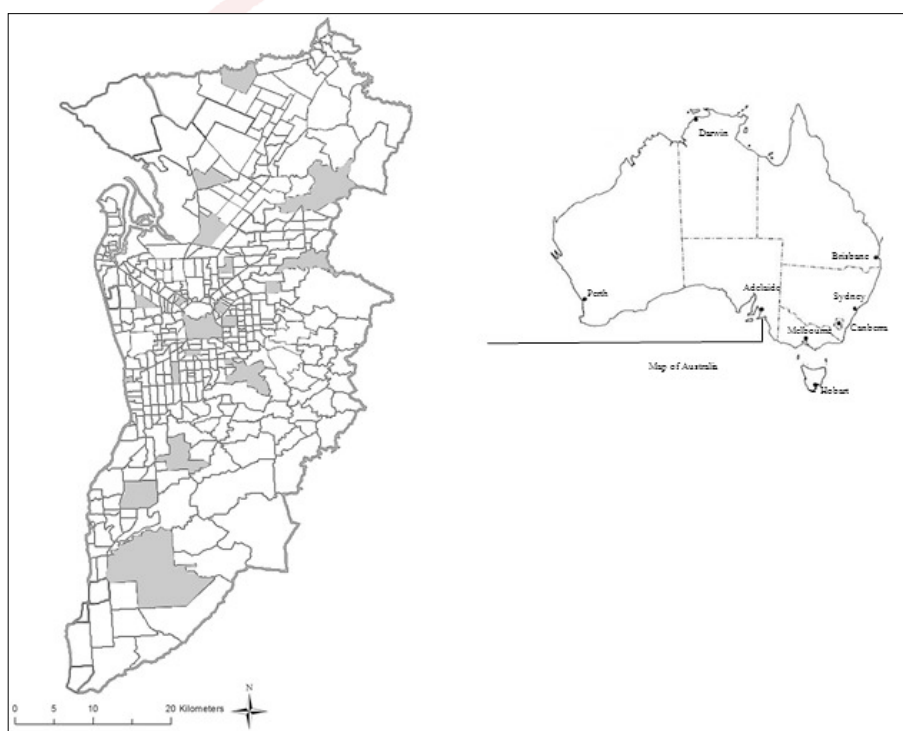 Darwin
Brisbane
Adelaide
Sydney
Perth
Melbourne
Canberra
Map of Australia
Hobart
N
0 5 10 20 Kilometers